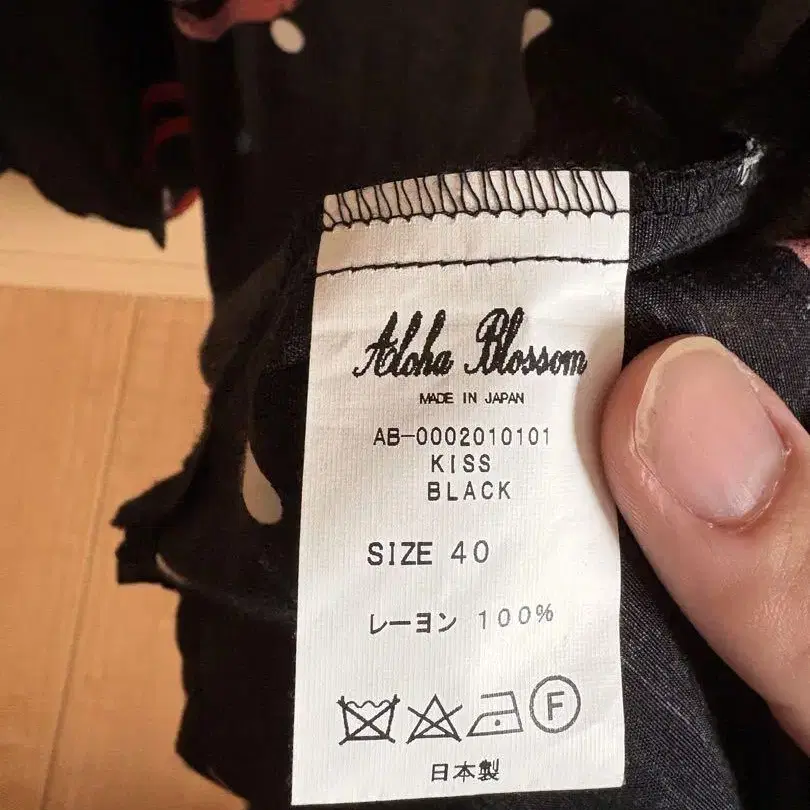 Aloha Blossom
MADE IN JAPAN
AB-0002010101
KISS
BLACK
SIZE 40
レーヨン 100%
F
日本製